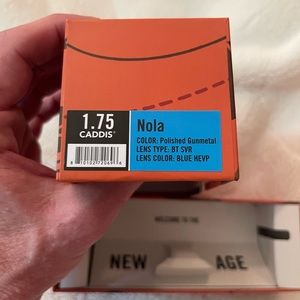 1.75
CADDIS
Nola
COLOR: Polished Gunmetal
LENS TYPE: BT SVR
LENS COLOR: BLUE HEVP
WELCOME TO THE
NEW AGE